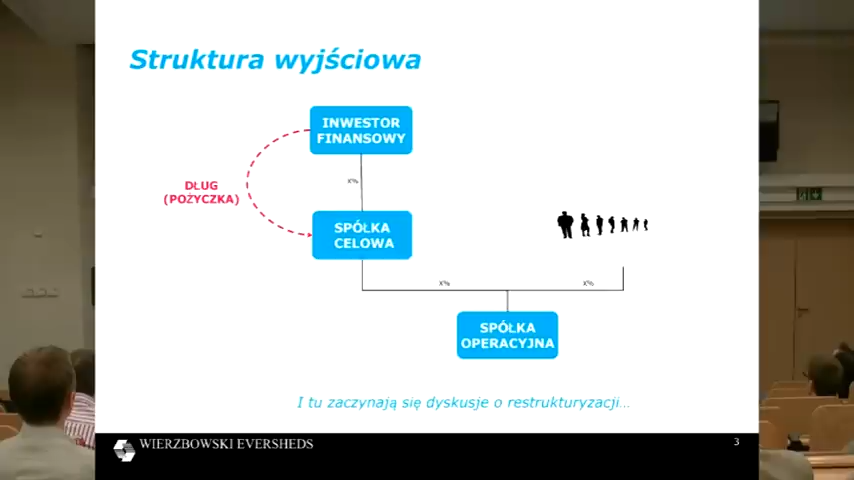 Struktura wyjściowa
INWESTOR
FINANSOWY
X%
DŁUG
(POŻYCZKA)
SPÓŁKA
CELOWA
X%
X%
SPÓŁKA
OPERACYJNA
I tu zaczynają się dyskusje o restrukturyzacji...
WIERZBOWSKI EVERSHEDS
3